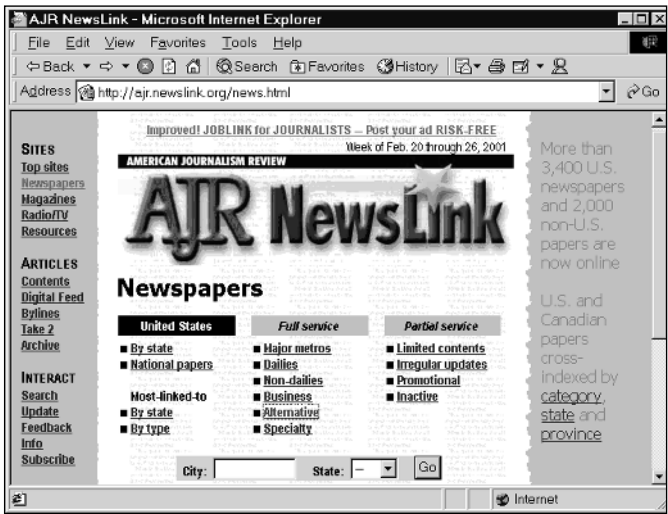 AJR NewsLink - Microsoft Internet Explorer
File Edit View Favorites Tools Help
Back Search Favorites History
Address http://ajr.newslink.org/news.html Go
SITES
Top sites
Newspapers
Magazines
Radio/TV
Resources
ARTICLES
Contents
Digital Feed
Bylines
Take 2
Archive
INTERACT
Search
Update
Feedback
Info
Subscribe
Improved! JOBLINK for JOURNALISTS -- Post your ad RISK-FREE
Week of Feb. 20 through 26, 2001
AMERICAN JOURNALISM REVIEW
AJR NewsLink
Newspapers
United States
By state
National papers
Most-linked-to
By state
By type
Full service
Major metros
Dailies
Non-dailies
Business
Alternative
Specialty
Partial service
Limited contents
Irregular updates
Promotional
Inactive
City: State: -- Go
More than
3,400 U.S.
newspapers
and 2,000
non-U.S.
papers are
now online
U.S. and
Canadian
papers
cross-
indexed by
category,
state and
province
Internet